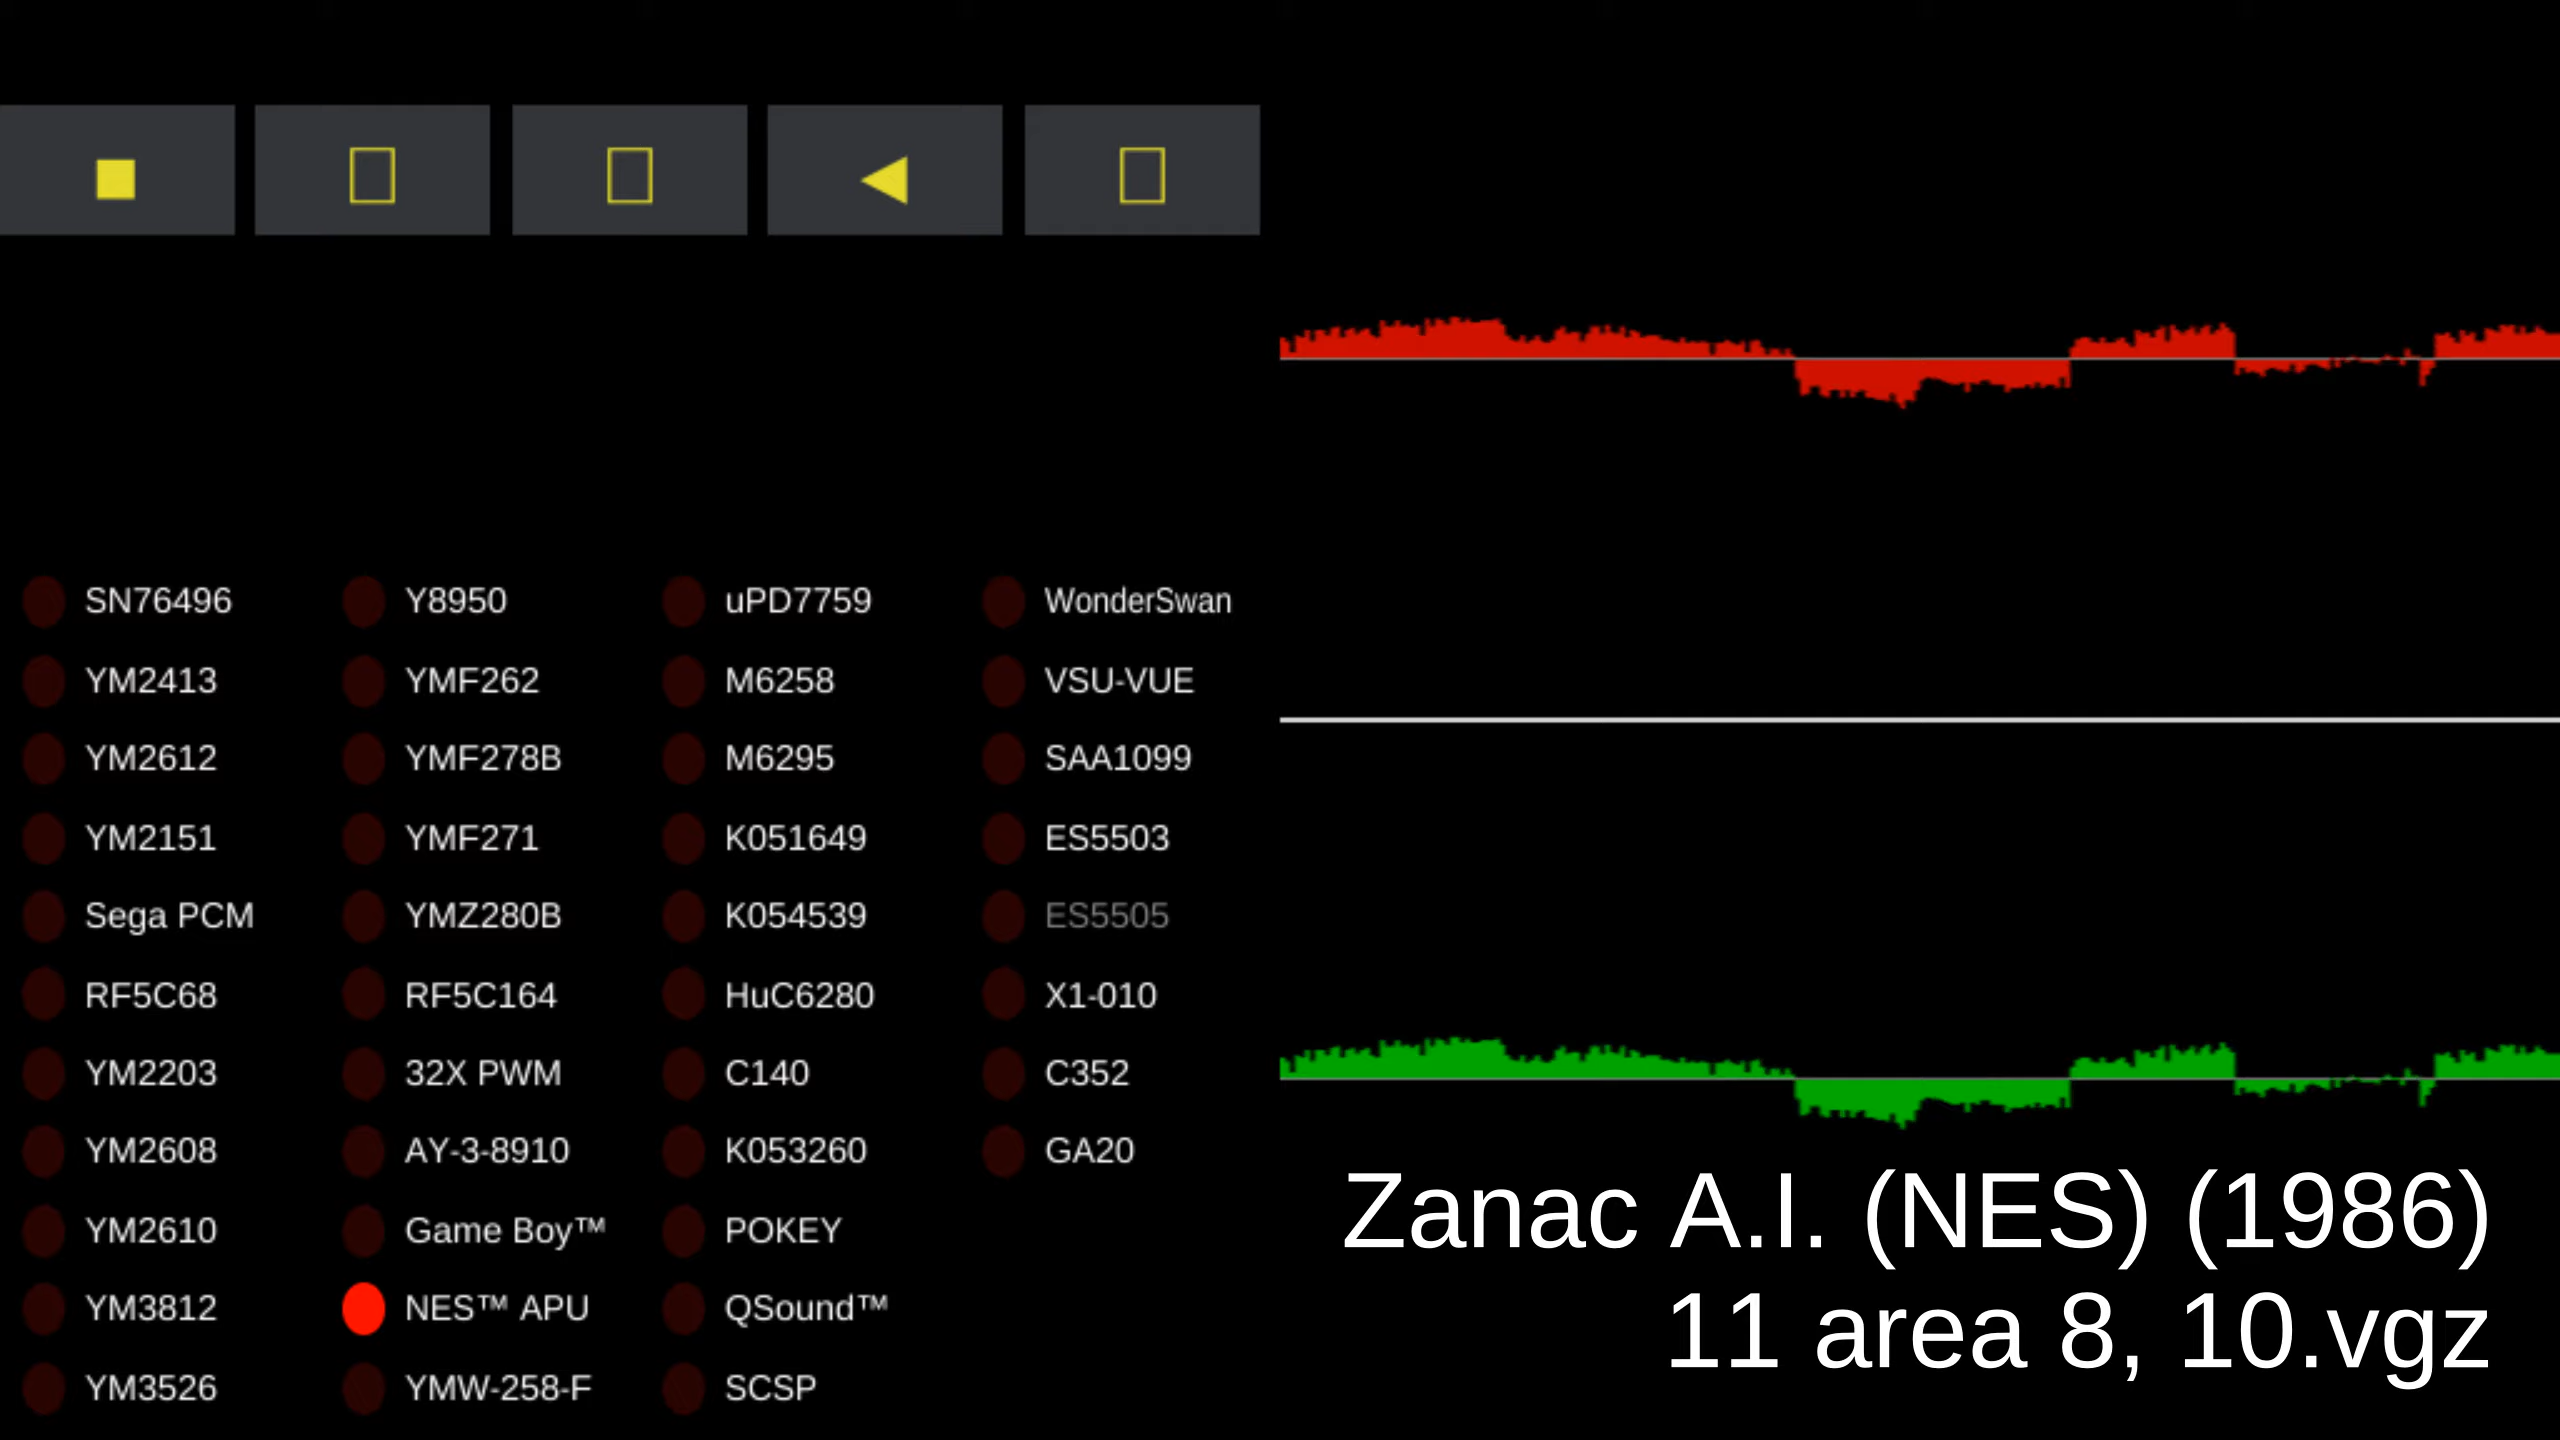 SN76496
YM2413
YM2612
YM2151
Sega PCM
RF5C68
YM2203
YM2608
YM2610
YM3812
YM3526
Y8950
YMF262
YMF278B
YMF271
YMZ280B
RF5C164
32X PWM
AY-3-8910
Game Boy™
NES™ APU
YMW-258-F
uPD7759
M6258
M6295
K051649
K054539
HuC6280
C140
K053260
POKEY
QSound™
SCSP
WonderSwan
VSU-VUE
SAA1099
ES5503
ES5505
X1-010
C352
GA20
Zanac A.I. (NES) (1986)
11 area 8, 10.vgz